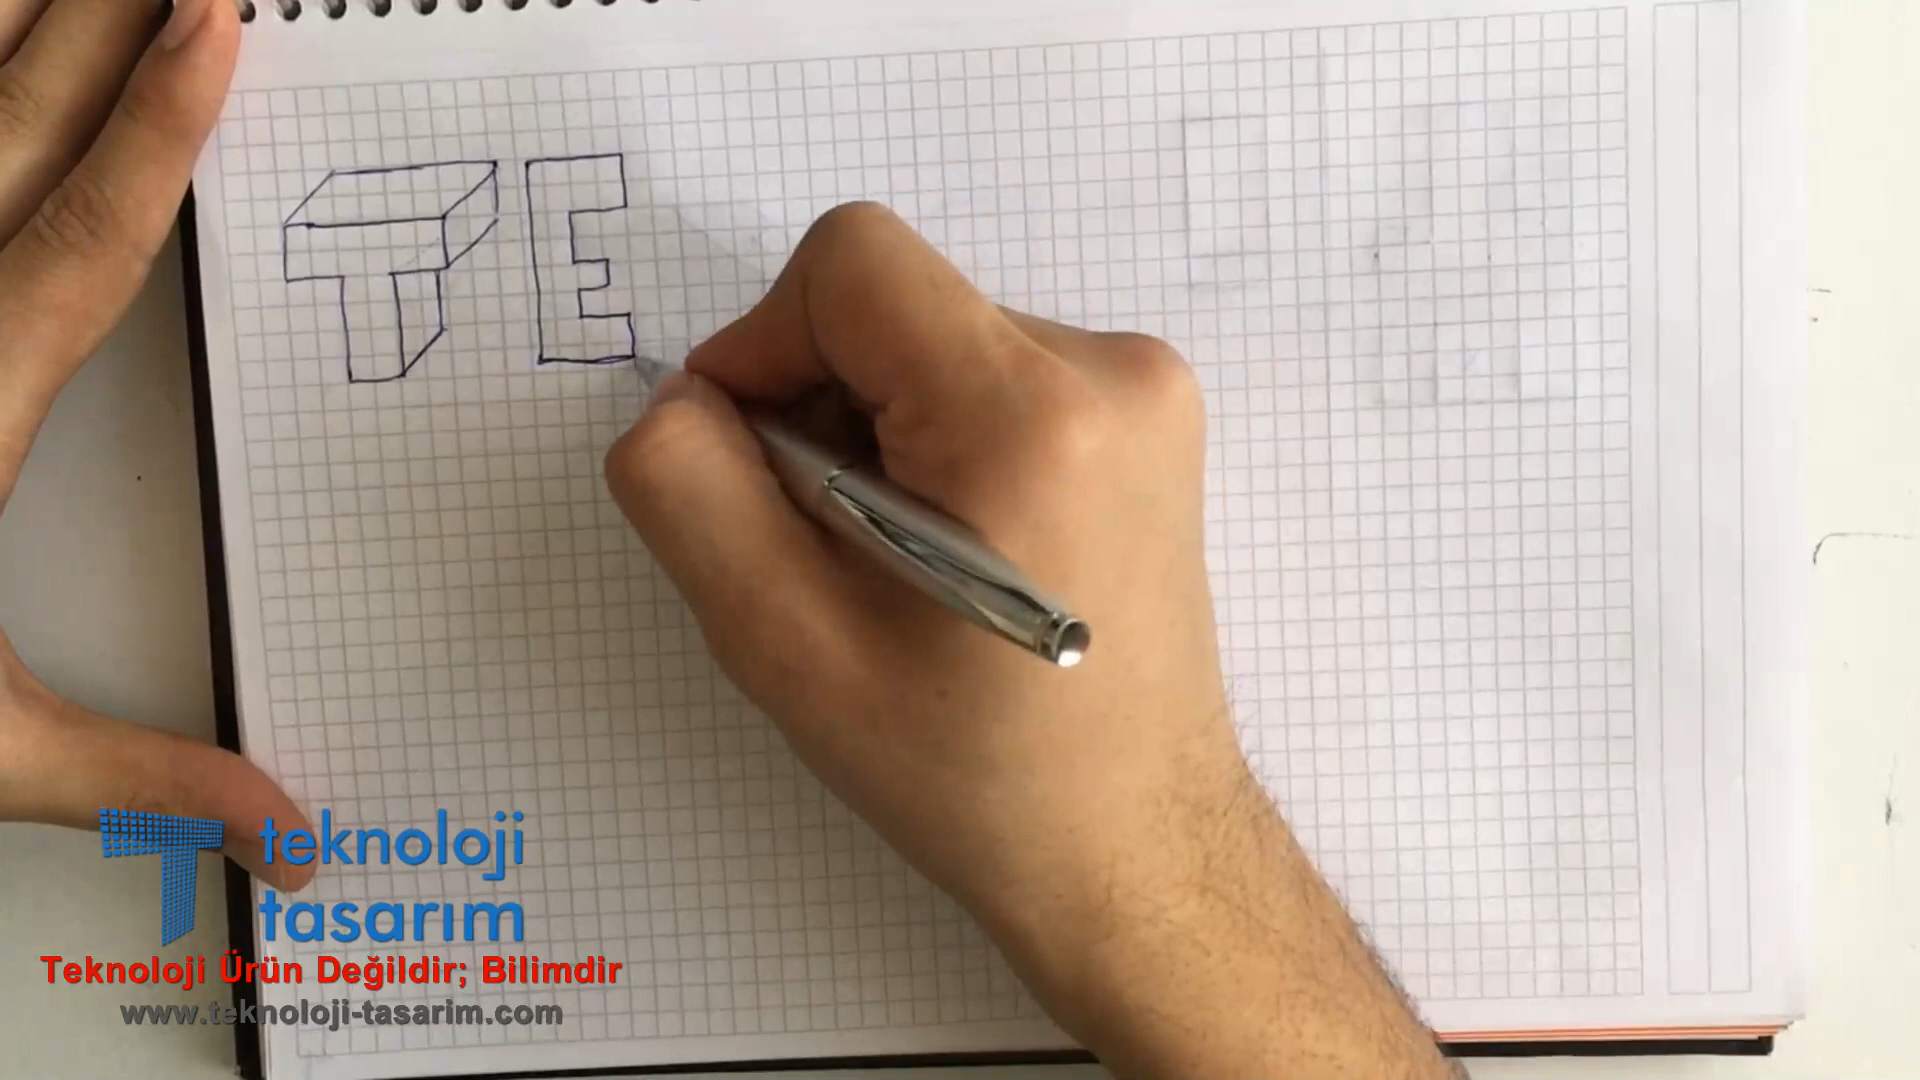 TE
teknoloji
tasarım
Teknoloji Ürün Değildir; Bilimdir
www.teknoloji-tasarim.com